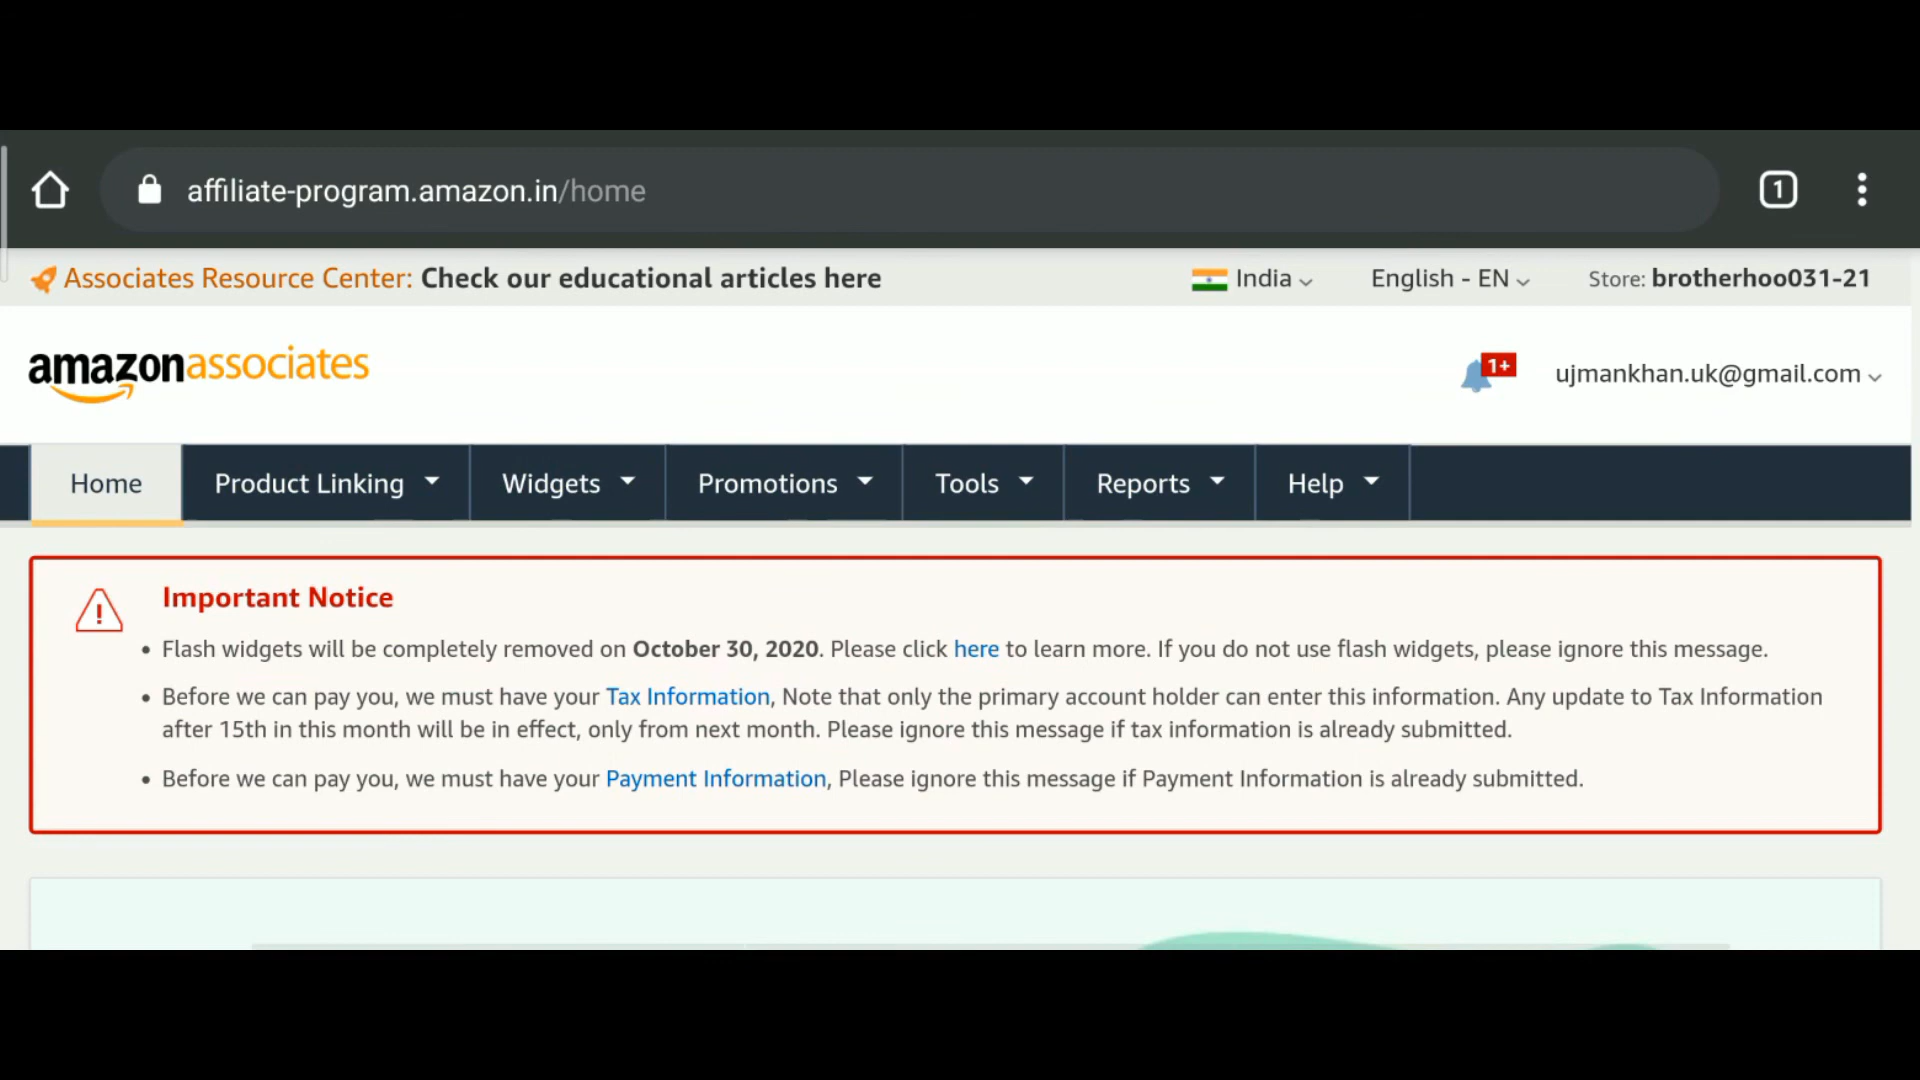 affiliate-program.amazon.in/home
1
Associates Resource Center: Check our educational articles here
India
English - EN
Store: brotherhoo031-21
amazonassociates
1+
ujmankhan.uk@gmail.com
Home
Product Linking
Widgets
Promotions
Tools
Reports
Help
Important Notice
• Flash widgets will be completely removed on October 30, 2020. Please click here to learn more. If you do not use flash widgets, please ignore this message.
• Before we can pay you, we must have your Tax Information, Note that only the primary account holder can enter this information. Any update to Tax Information
after 15th in this month will be in effect, only from next month. Please ignore this message if tax information is already submitted.
• Before we can pay you, we must have your Payment Information, Please ignore this message if Payment Information is already submitted.